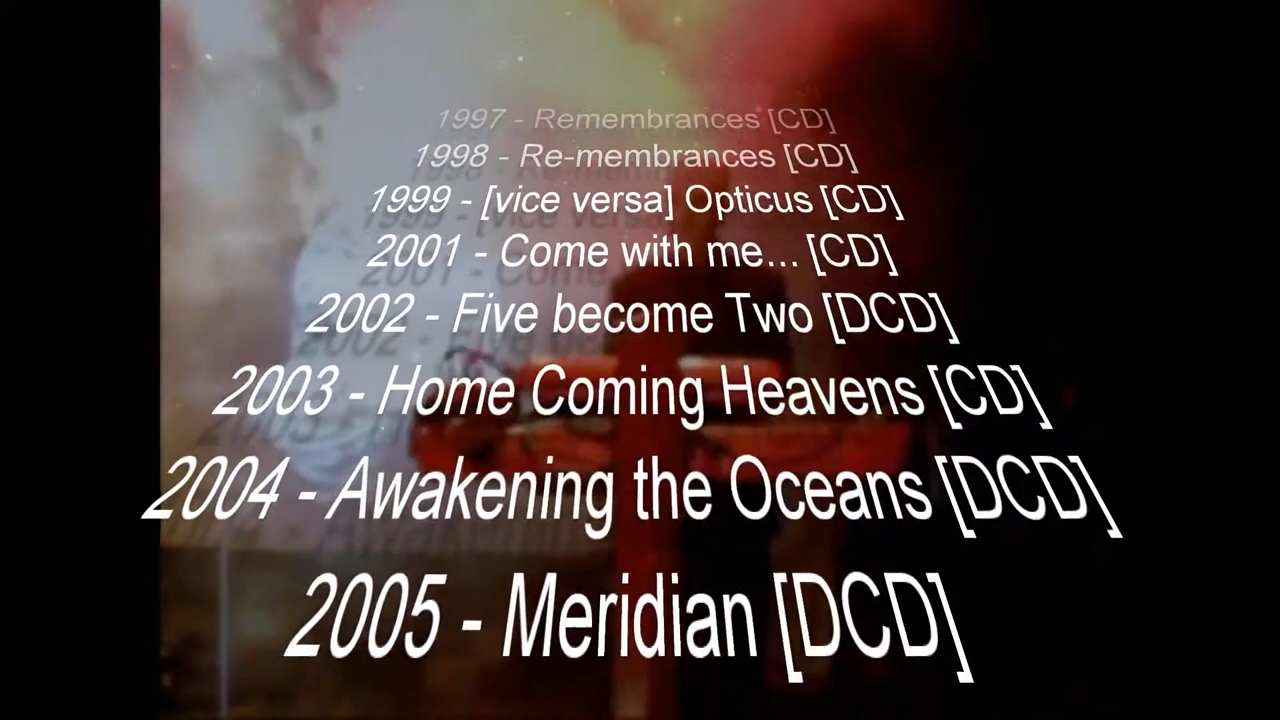 1997 - Remembrances [CD]
1998 - Re-membrances [CD]
1999 - [vice versa] Opticus [CD]
2001 - Come with me... [CD]
2002 - Five become Two [DCD]
2003 - Home Coming Heavens [CD]
2004 - Awakening the Oceans [DCD]
2005 - Meridian [DCD]